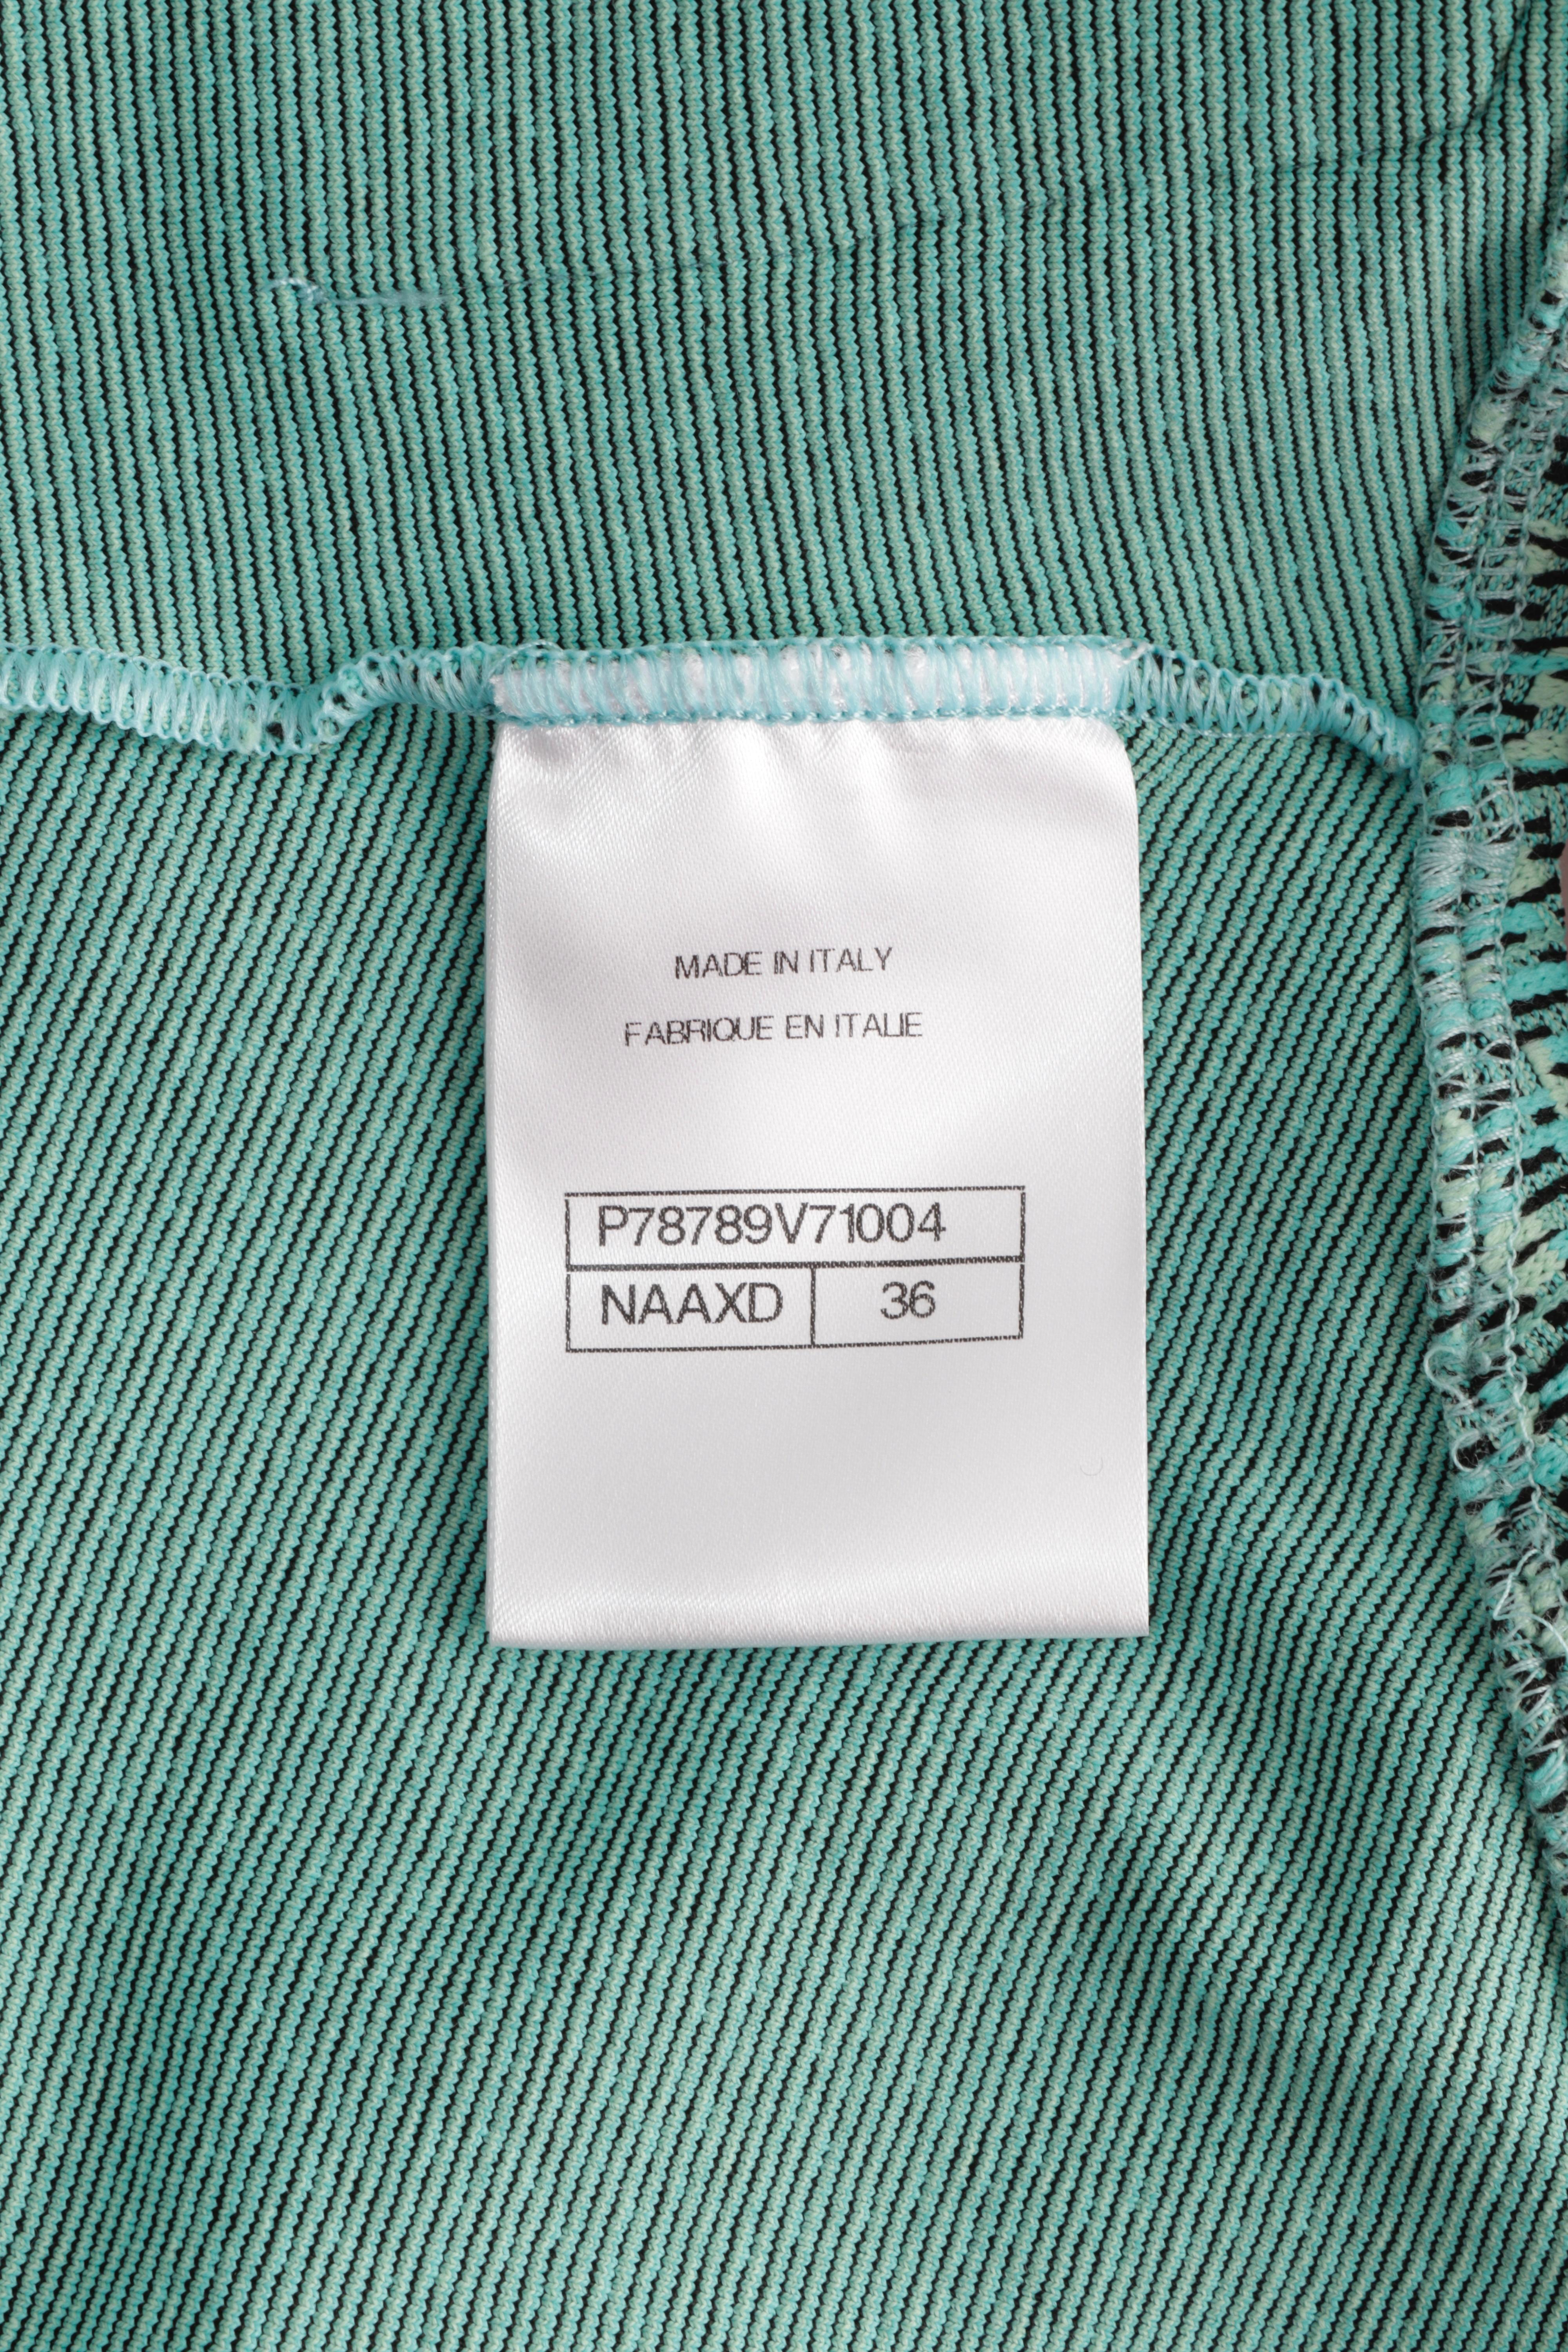 MADE IN ITALY
FABRIQUE EN ITALIE
P78789V71004
NAAXD 36